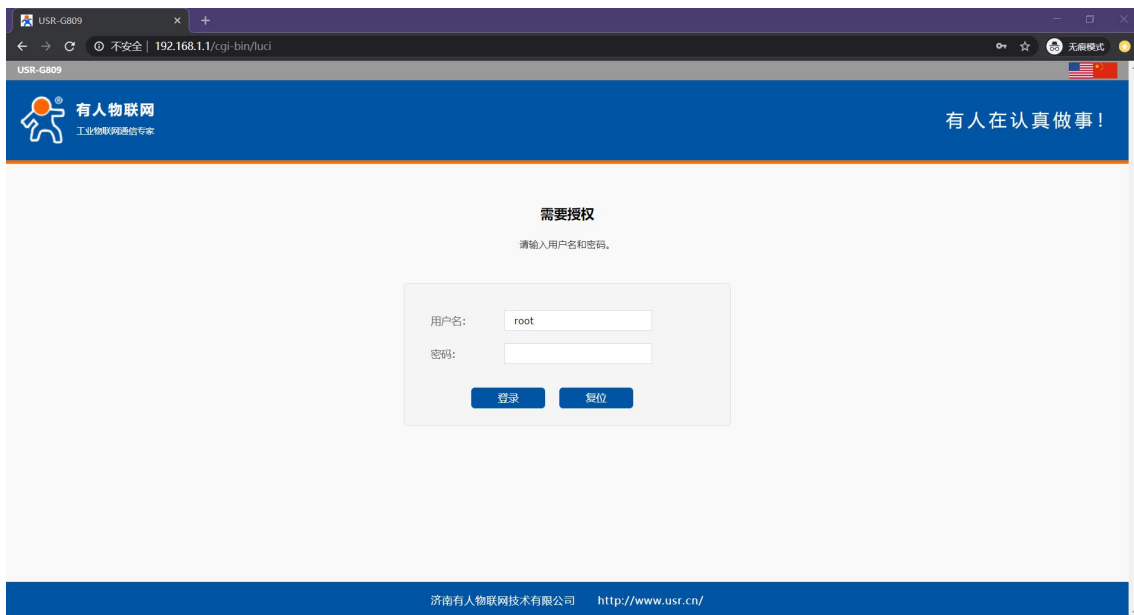 USR-G809
不安全 | 192.168.1.1/cgi-bin/luci
无痕模式
USR-G809
有人物联网
®
工业物联网通信专家
有人在认真做事!
需要授权
请输入用户名和密码。
用户名: root
密码:
登录 复位
济南有人物联网技术有限公司 http://www.usr.cn/